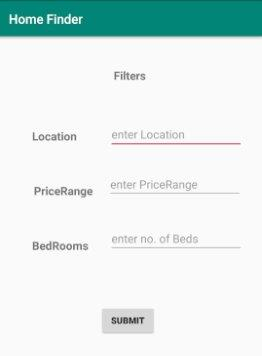 Home Finder
Filters
Location enter Location
PriceRange enter PriceRange
BedRooms enter no. of Beds
SUBMIT